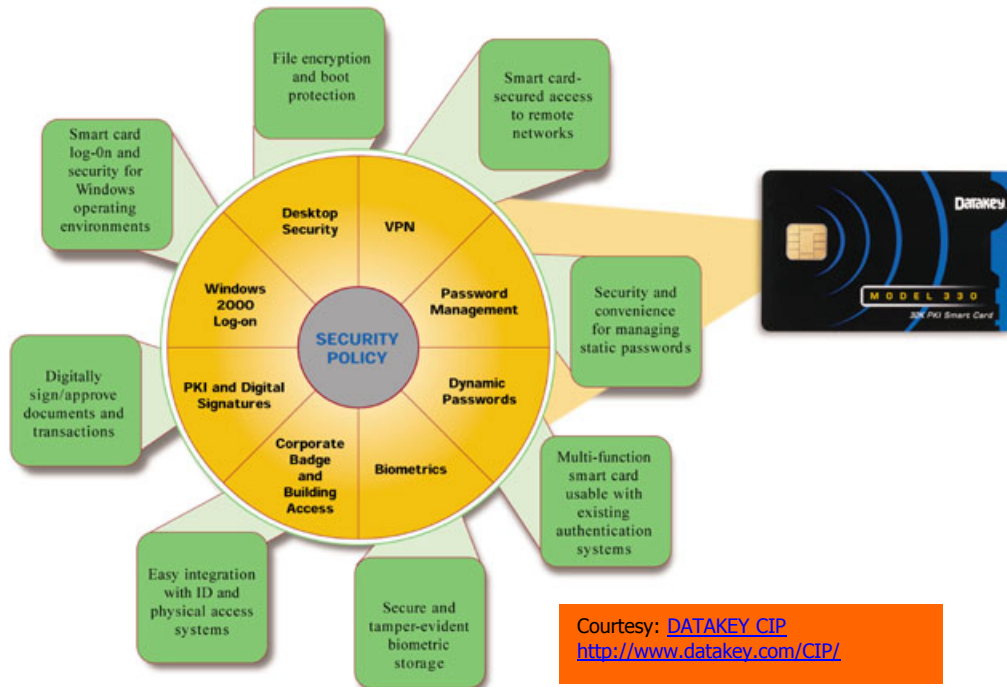 File encryption
and boot
protection
Smart card-
secured access
to remote
networks
Smart card
log-0n and
security for
Windows
operating
environments
Desktop
Security
VPN
DATAKEY
Windows
2000
Log-on
Password
Management
Security and
convenience
for managing
static passwords
MODEL 330
32K PKI Smart Card
SECURITY
POLICY
Digitally
sign/approve
documents and
transactions
PKI and Digital
Signatures
Dynamic
Passwords
Corporate
Badge
and
Building
Access
Biometrics
Multi-function
smart card
usable with
existing
authentication
systems
Easy integration
with ID and
physical access
systems
Secure and
tamper-evident
biometric
storage
Courtesy: DATAKEY CIP
http://www.datakey.com/CIP/